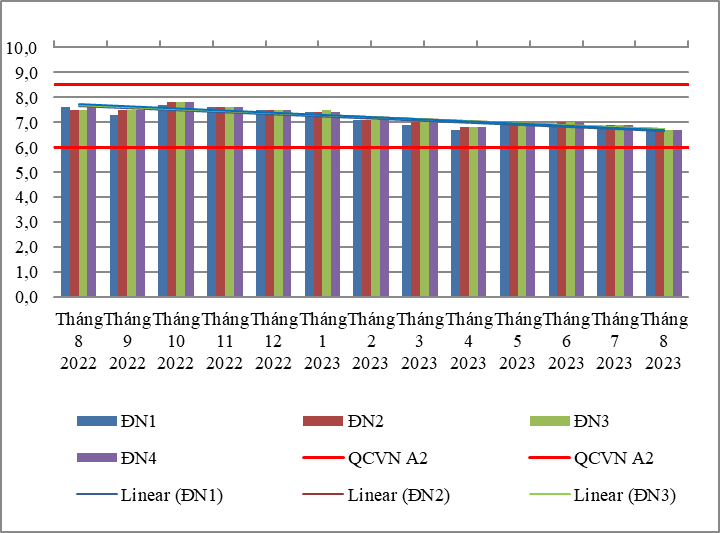 10,0
9,0
8,0
7,0
6,0
5,0
4,0
3,0
2,0
1,0
0,0
Tháng Tháng Tháng Tháng Tháng Tháng Tháng Tháng Tháng Tháng Tháng Tháng Tháng
8 9 10 11 12 1 2 3 4 5 6 7 8
2022 2022 2022 2022 2022 2023 2023 2023 2023 2023 2023 2023 2023
ĐN1 ĐN2 ĐN3
ĐN4 QCVN A2 QCVN A2
Linear (ĐN1) Linear (ĐN2) Linear (ĐN3)